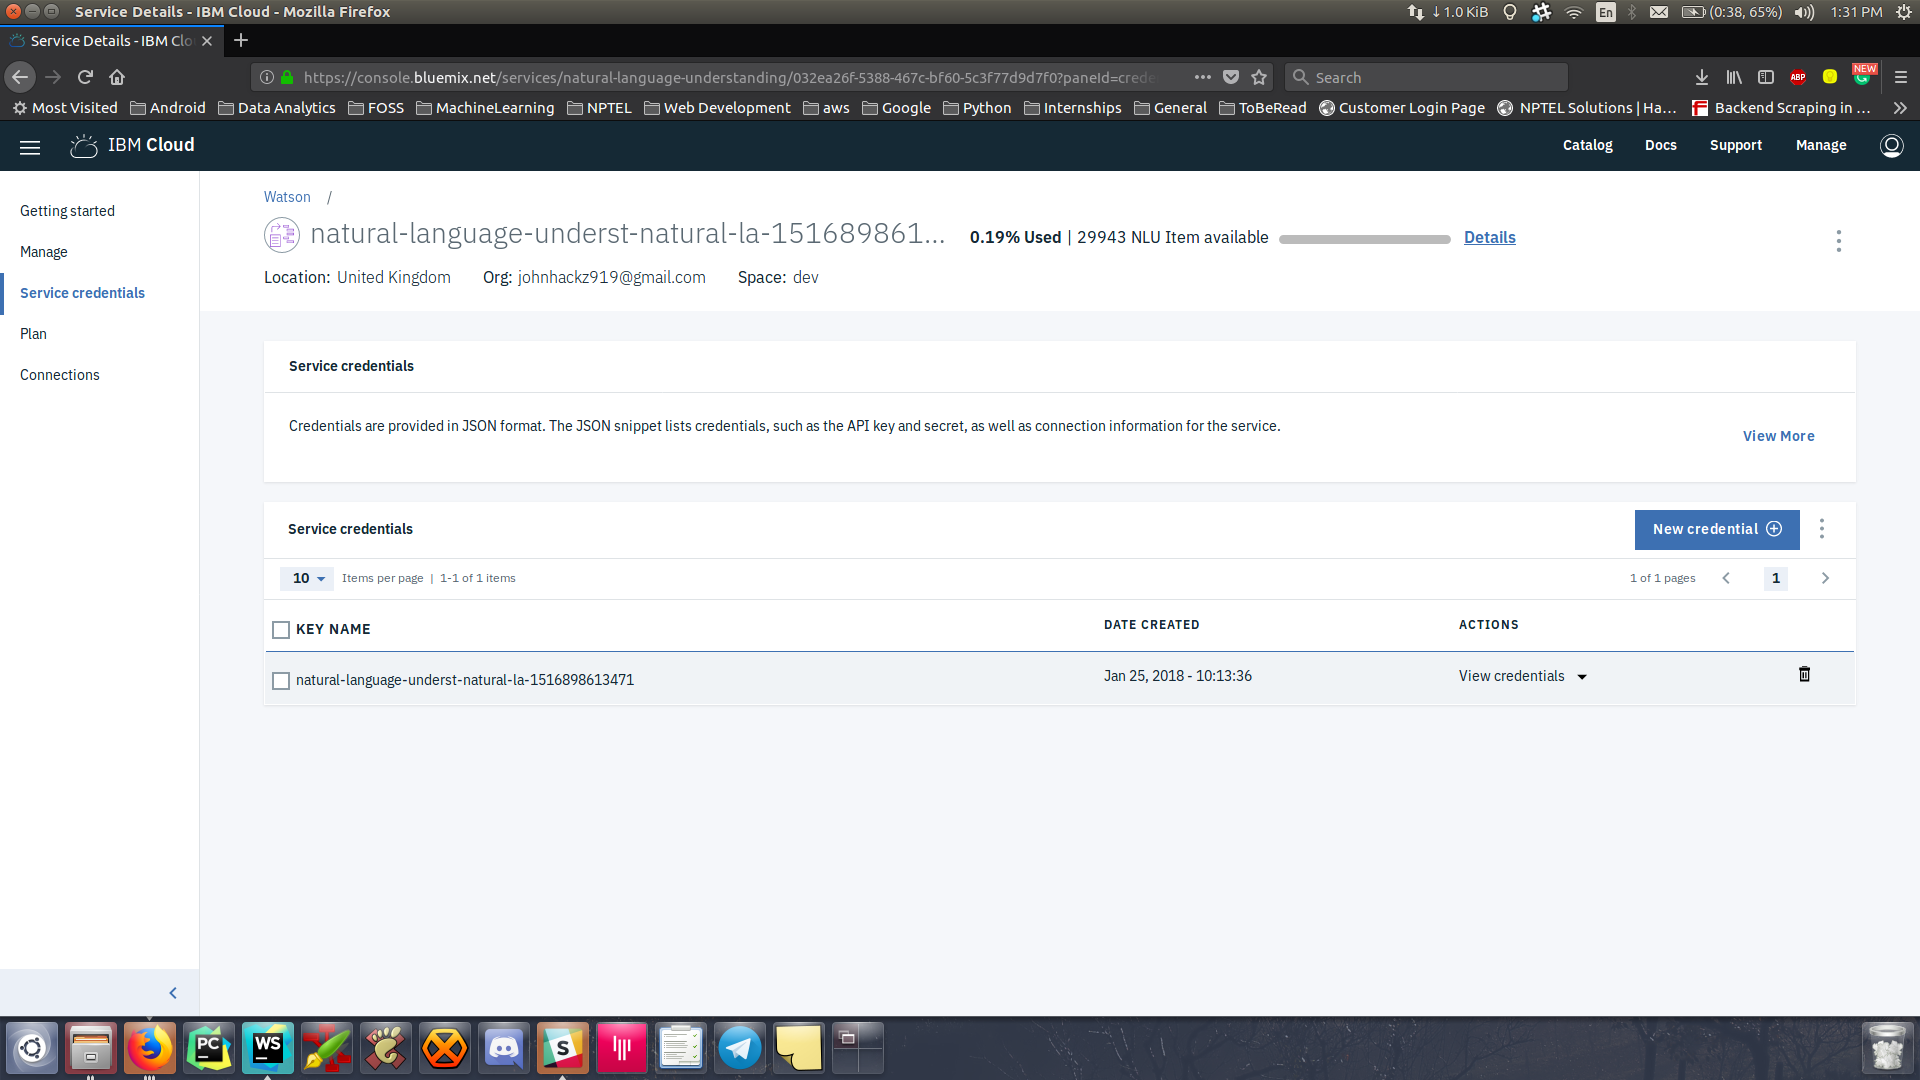 Service Details - IBM Cloud - Mozilla Firefox
↓1.0 KiB
En
(0:38, 65%)
1:31 PM
Service Details - IBM Clo
https://console.bluemix.net/services/natural-language-understanding/032ea26f-5388-467c-bf60-5c3f77d9d7f0?paneId=crede
Search
ABP
NEW
Most Visited
Android
Data Analytics
FOSS
MachineLearning
NPTEL
Web Development
aws
Google
Python
Internships
General
ToBeRead
Customer Login Page
NPTEL Solutions | Ha…
Backend Scraping in …
IBM Cloud
Catalog
Docs
Support
Manage
Getting started
Manage
Service credentials
Plan
Connections
Watson /
natural-language-underst-natural-la-151689861...
0.19% Used | 29943 NLU Item available
Details
Location: United Kingdom
Org: johnhackz919@gmail.com
Space: dev
Service credentials
Credentials are provided in JSON format. The JSON snippet lists credentials, such as the API key and secret, as well as connection information for the service.
View More
Service credentials
New credential
10
Items per page | 1-1 of 1 items
1 of 1 pages
1
KEY NAME
DATE CREATED
ACTIONS
natural-language-underst-natural-la-1516898613471
Jan 25, 2018 - 10:13:36
View credentials
PC
WS
S